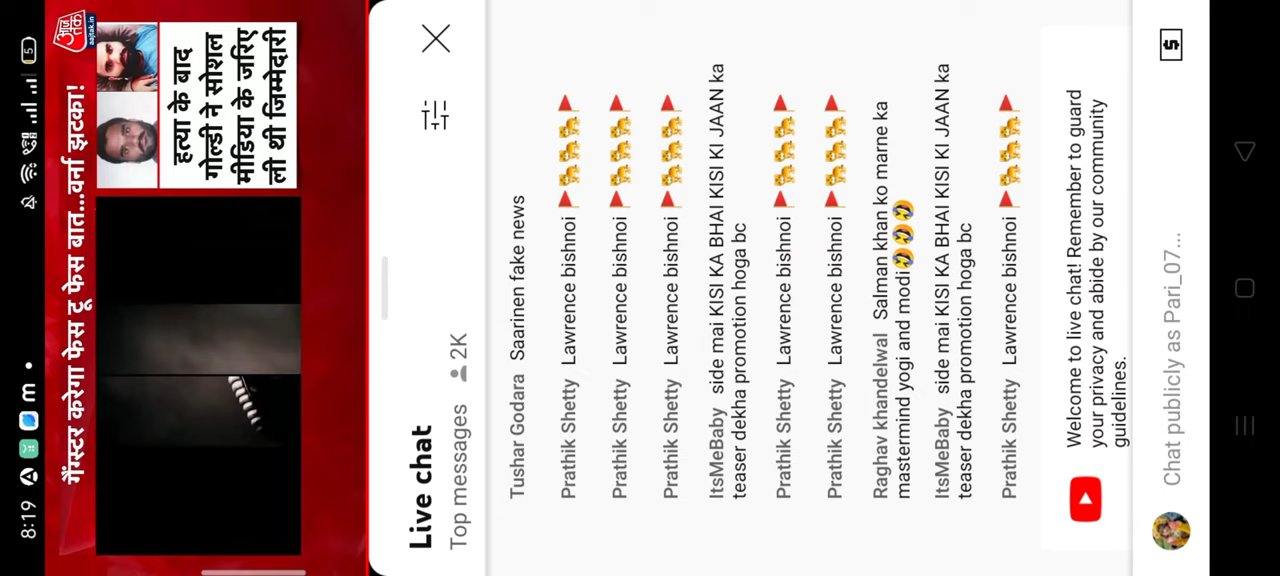 8:19
m
5
गैंगस्टर करेगा फेस टू फेस बात...वर्ना झटका!
आज तक
aajtak.in
हत्या के बाद
गोल्डी ने सोशल
मीडिया के जरिए
ली थी जिम्मेदारी
Live chat
Top messages 2K
Tushar Godara Saarinen fake news
Prathik Shetty Lawrence bishnoi 🚩🐅🐅🐅🚩
Prathik Shetty Lawrence bishnoi 🚩🐅🐅🐅🚩
Prathik Shetty Lawrence bishnoi 🚩🐅🐅🐅🚩
ItsMeBaby side mai KISI KA BHAI KISI KI JAAN ka
teaser dekha promotion hoga bc
Prathik Shetty Lawrence bishnoi 🚩🐅🐅🐅🚩
Prathik Shetty Lawrence bishnoi 🚩🐅🐅🐅🚩
Raghav khandelwal Salman khan ko marne ka
mastermind yogi and modi🤣🤣🤣
ItsMeBaby side mai KISI KA BHAI KISI KI JAAN ka
teaser dekha promotion hoga bc
Prathik Shetty Lawrence bishnoi 🚩🐅🐅🐅🚩
Welcome to live chat! Remember to guard
your privacy and abide by our community
guidelines.
Chat publicly as Pari_07...
$